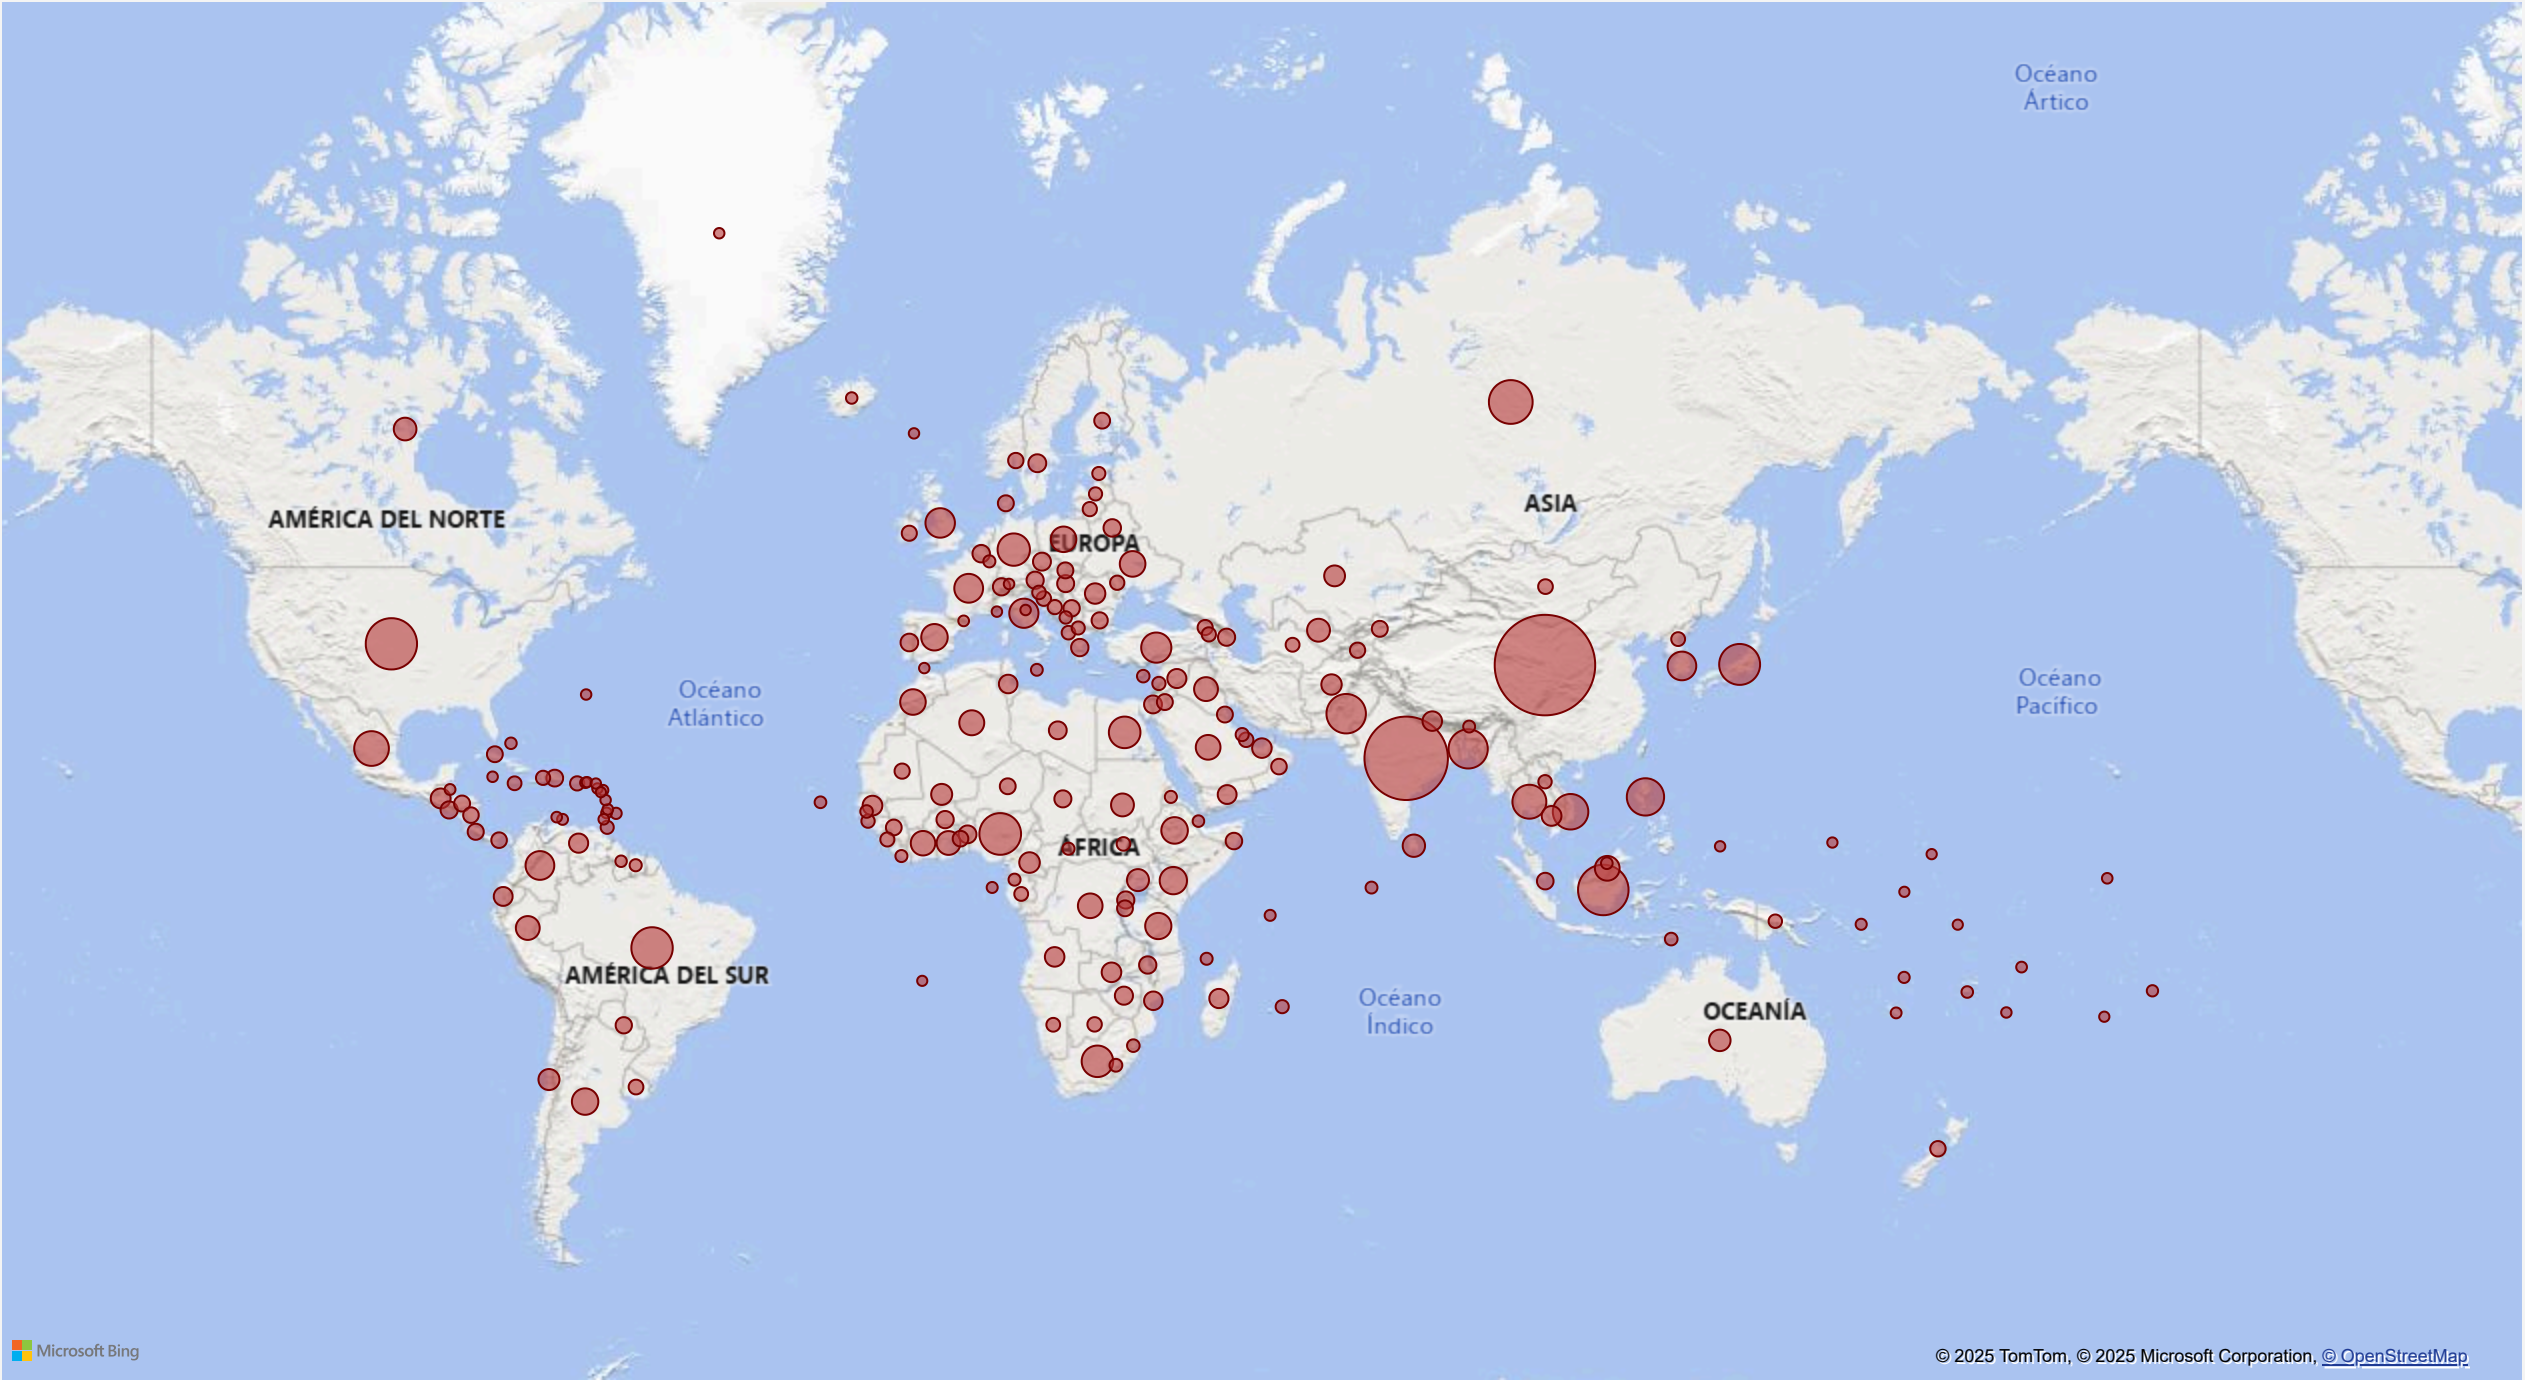 Océano
Ártico
AMÉRICA DEL NORTE
ASIA
EUROPA
Océano
Atlántico
Océano
Pacífico
ÁFRICA
AMÉRICA DEL SUR
Océano
Índico
OCEANÍA
Microsoft Bing
© 2025 TomTom, © 2025 Microsoft Corporation, © OpenStreetMap